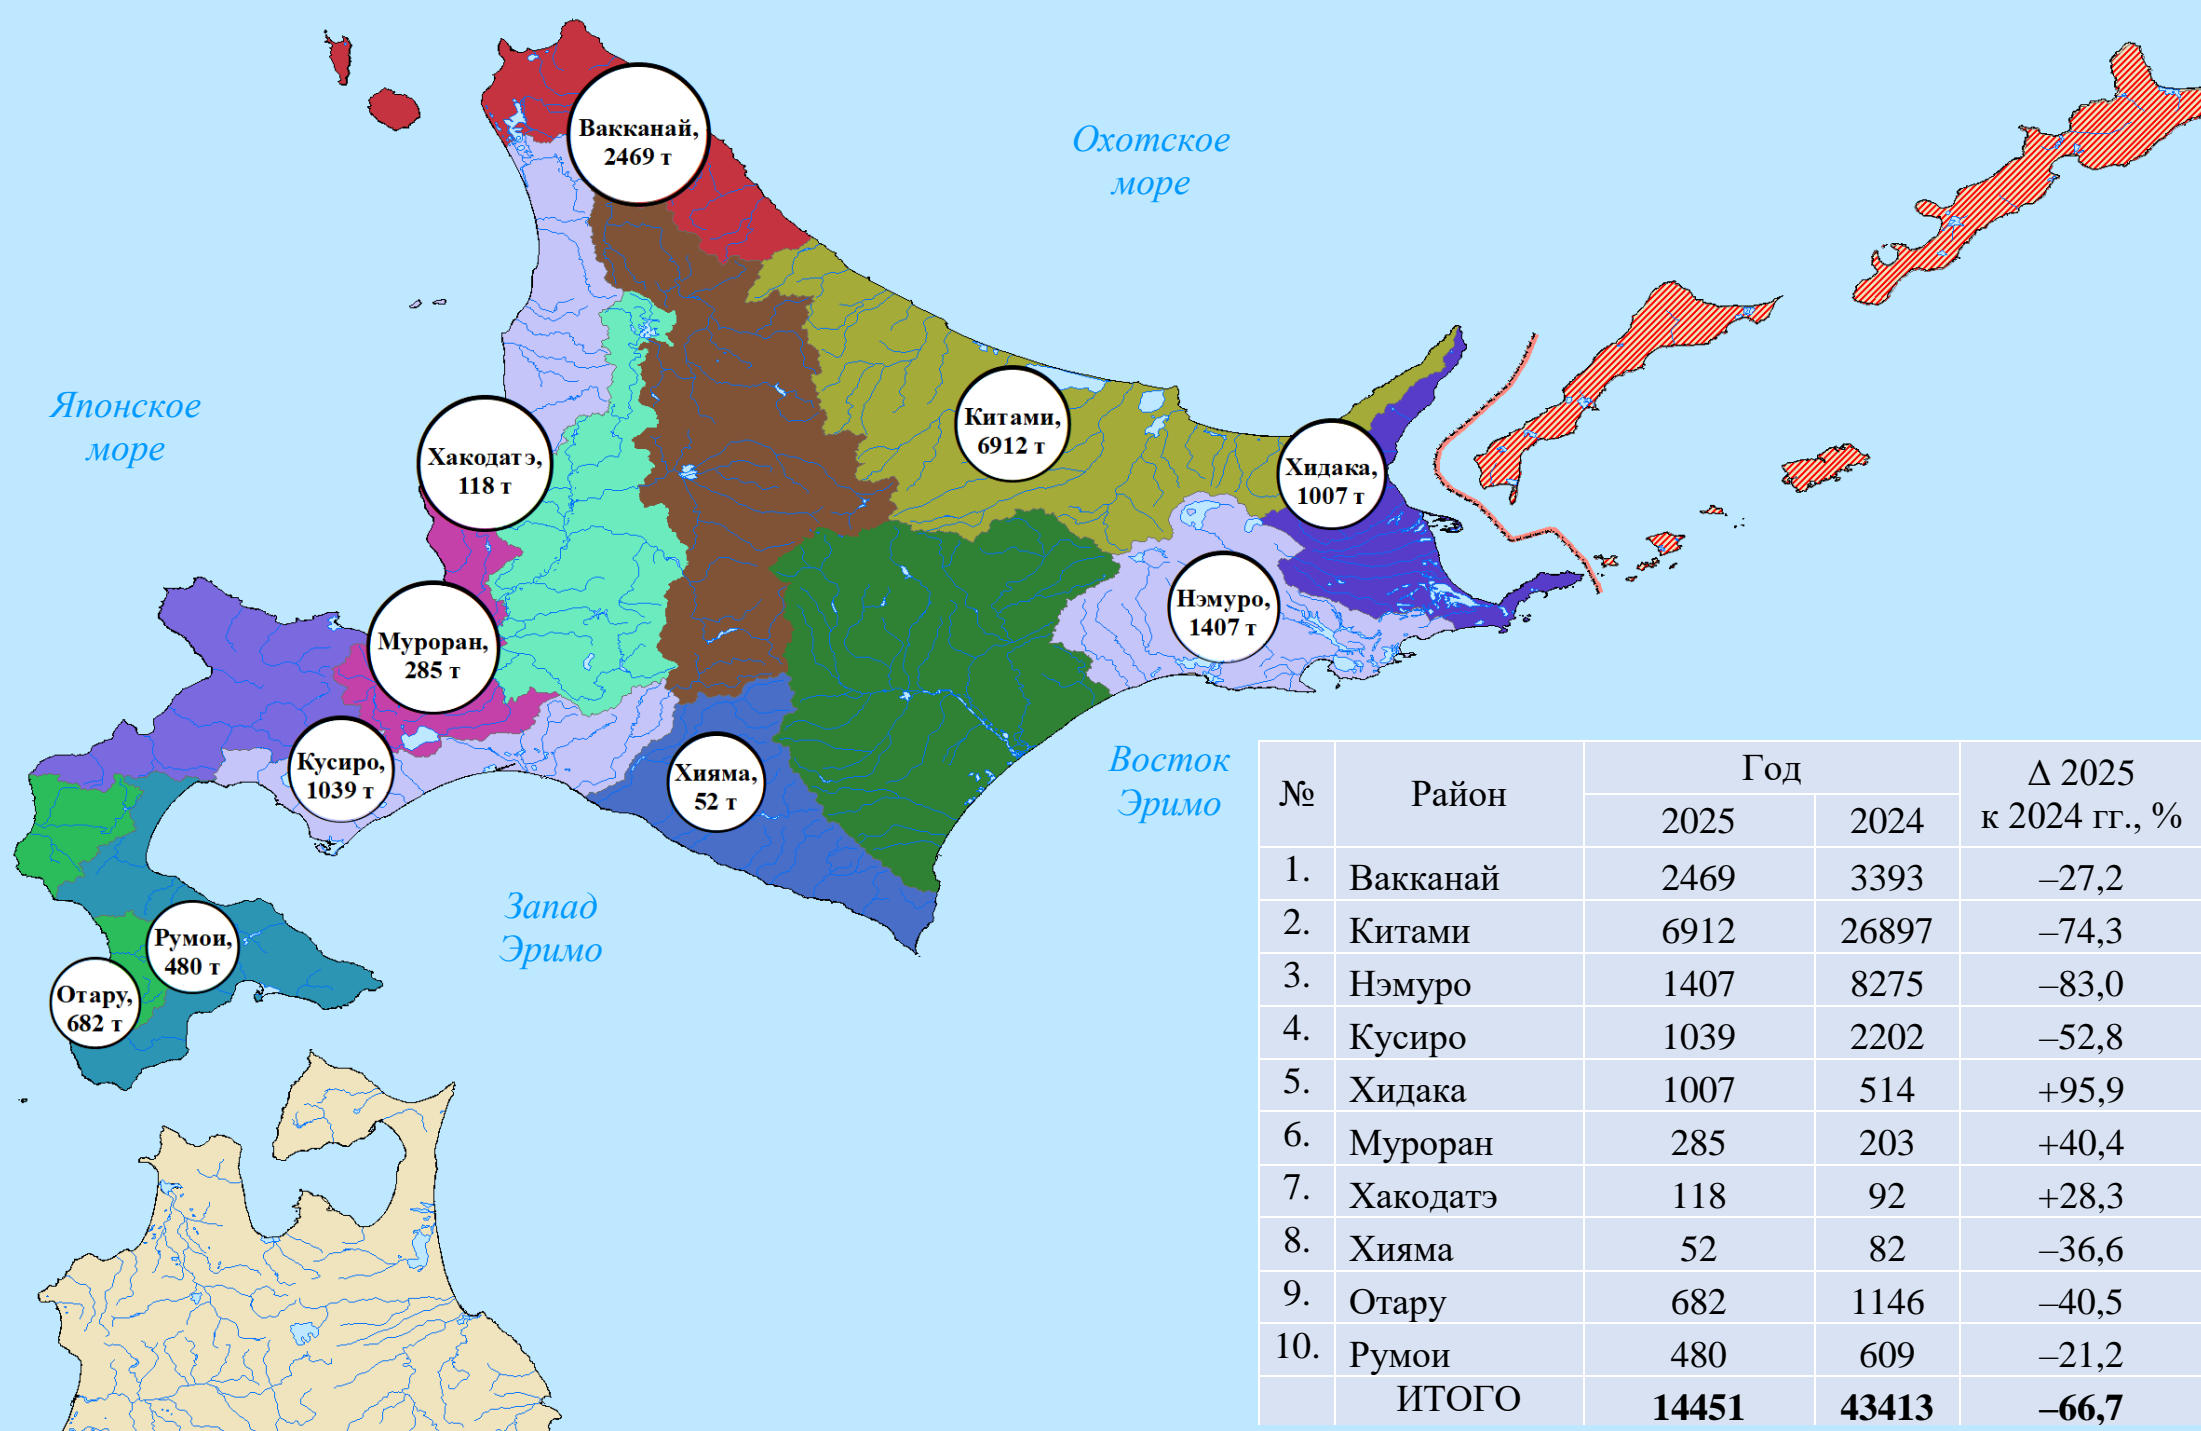 Охотское
море
Вакканай,
2469 т
Японское
море
Китами,
6912 т
Хакодатэ,
118 т
Хидака,
1007 т
Нэмуро,
1407 т
Муроран,
285 т
Кусиро,
1039 т
Хияма,
52 т
Восток
Эримо
Запад
Эримо
Румои,
480 т
Отару,
682 т
№ Район Год Δ 2025
к 2024 гг., %
2025 2024
1. Вакканай 2469 3393 –27,2
2. Китами 6912 26897 –74,3
3. Нэмуро 1407 8275 –83,0
4. Кусиро 1039 2202 –52,8
5. Хидака 1007 514 +95,9
6. Муроран 285 203 +40,4
7. Хакодатэ 118 92 +28,3
8. Хияма 52 82 –36,6
9. Отару 682 1146 –40,5
10. Румои 480 609 –21,2
ИТОГО 14451 43413 –66,7